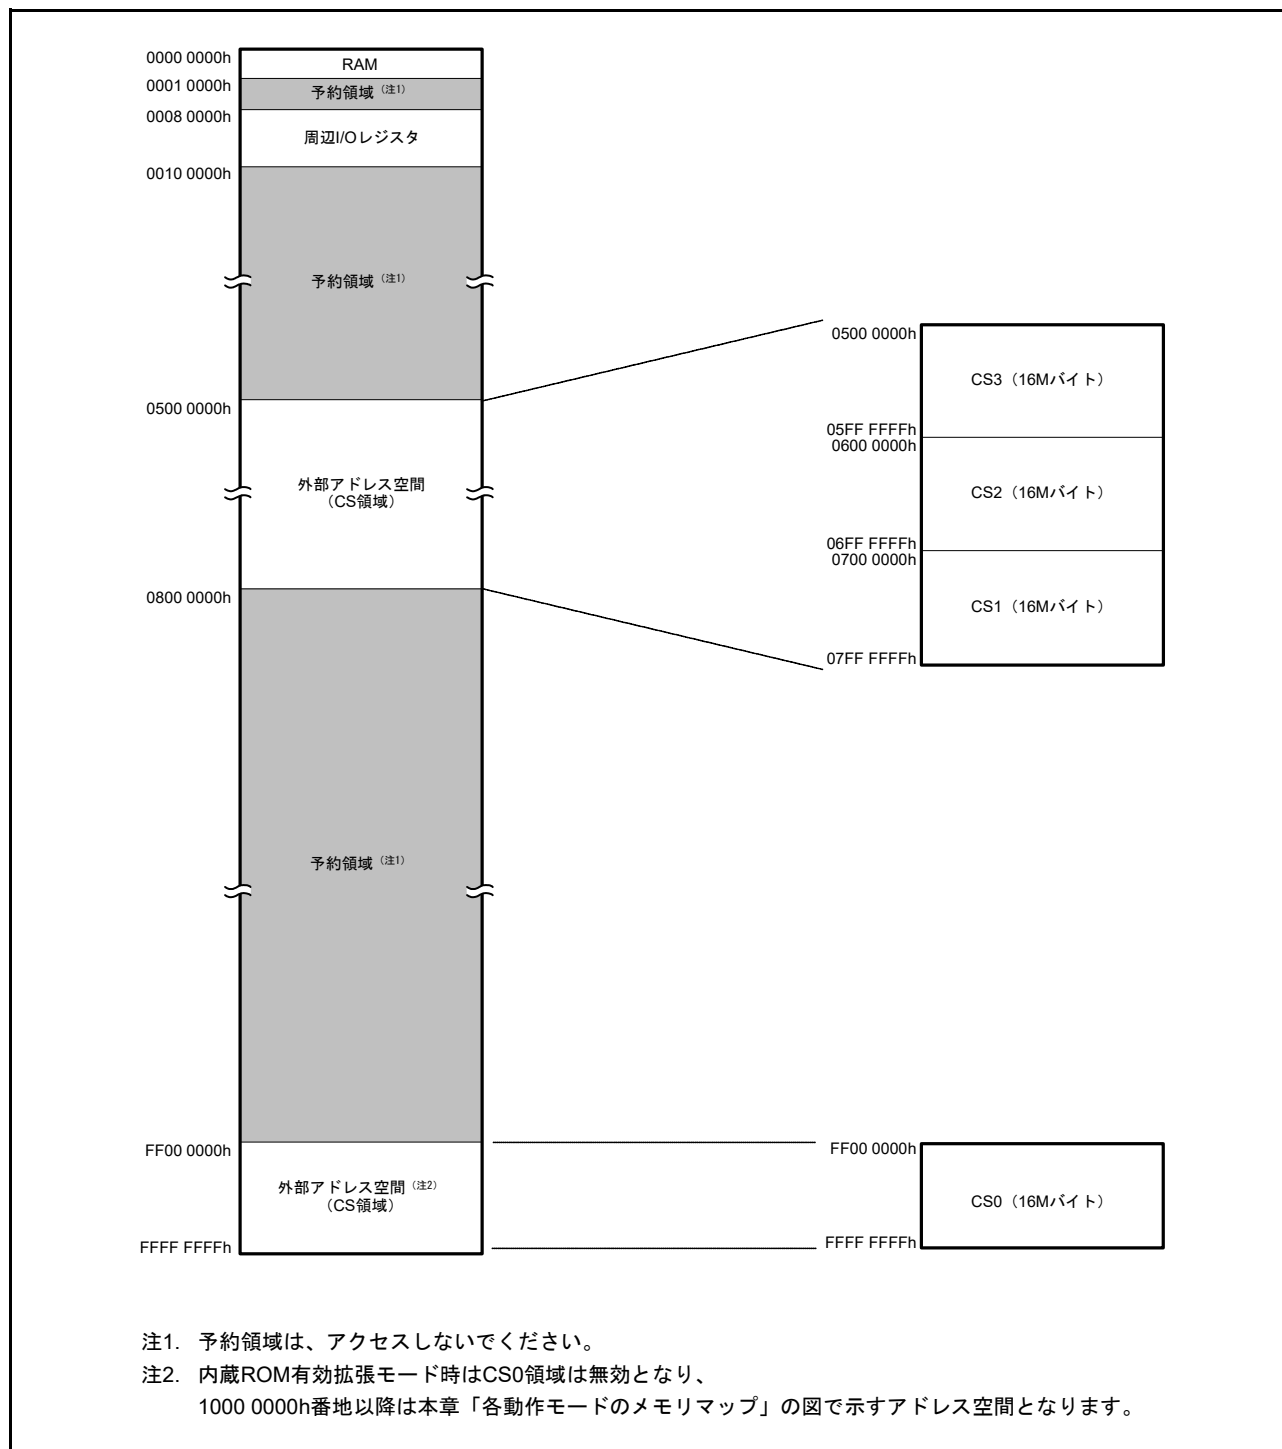 0000 0000h
RAM
0001 0000h
予約領域（注1）
0008 0000h
周辺I/Oレジスタ
0010 0000h
予約領域（注1）
0500 0000h
外部アドレス空間
（CS領域）
0800 0000h
予約領域（注1）
FF00 0000h
外部アドレス空間（注2）
（CS領域）
FFFF FFFFh
0500 0000h
CS3（16Mバイト）
05FF FFFFh
0600 0000h
CS2（16Mバイト）
06FF FFFFh
0700 0000h
CS1（16Mバイト）
07FF FFFFh
FF00 0000h
CS0（16Mバイト）
FFFF FFFFh
注1. 予約領域は、アクセスしないでください。
注2. 内蔵ROM有効拡張モード時はCS0領域は無効となり、
1000 0000h番地以降は本章「各動作モードのメモリマップ」の図で示すアドレス空間となります。